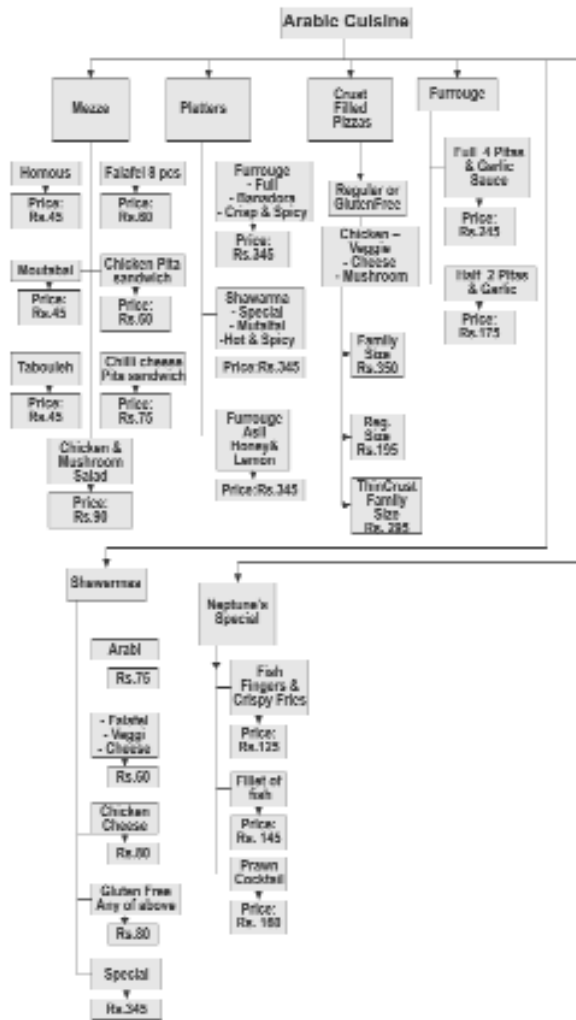 Arabic Cuisine
Mezze
Platters
Crust
Filled
Pizzas
Furrouge
Homous
Price:
Rs.45
Falafel 8 pcs
Price:
Rs.60
Moutabal
Price:
Rs.45
Chicken Pita
sandwich
Price:
Rs.60
Tabouleh
Price:
Rs.45
Chilli cheese
Pita sandwich
Price:
Rs.75
Chicken &
Mushroom
Salad
Price:
Rs.90
Furrouge
- Full
- Banadora
- Crisp & Spicy
Price:
Rs.345
Shawarma
- Special
-Hot & Spicy
Price:Rs.345
Furrouge
Asli
Honey&
Lemon
Price:Rs.345
Reguler or
GlutenFree
Chicken –
- Veggie
- Cheese
- Mushroom
Family
Size
Rs.350
Reg.
Size
Rs.195
ThinCrust
Family
Size
Rs. 295
Full 4 Pitas
& Garlic
Sauce
Price:
Rs.245
Half 2 Pitas
& Garlic
Price:
Rs.175
Shawarmas
Arabi
Rs.75
- Falafel
- Veggi
- Cheese
Rs.60
Chicken
Cheese
Rs.80
Gluten Free
Any of above
Rs.80
Special
Rs.345
Neptune's
Special
Fish
Fingers &
Crispy Fries
Price:
Rs.125
Fillet of
fish
Price:
Rs. 145
Prawn
Cocktail
Price:
Rs. 160